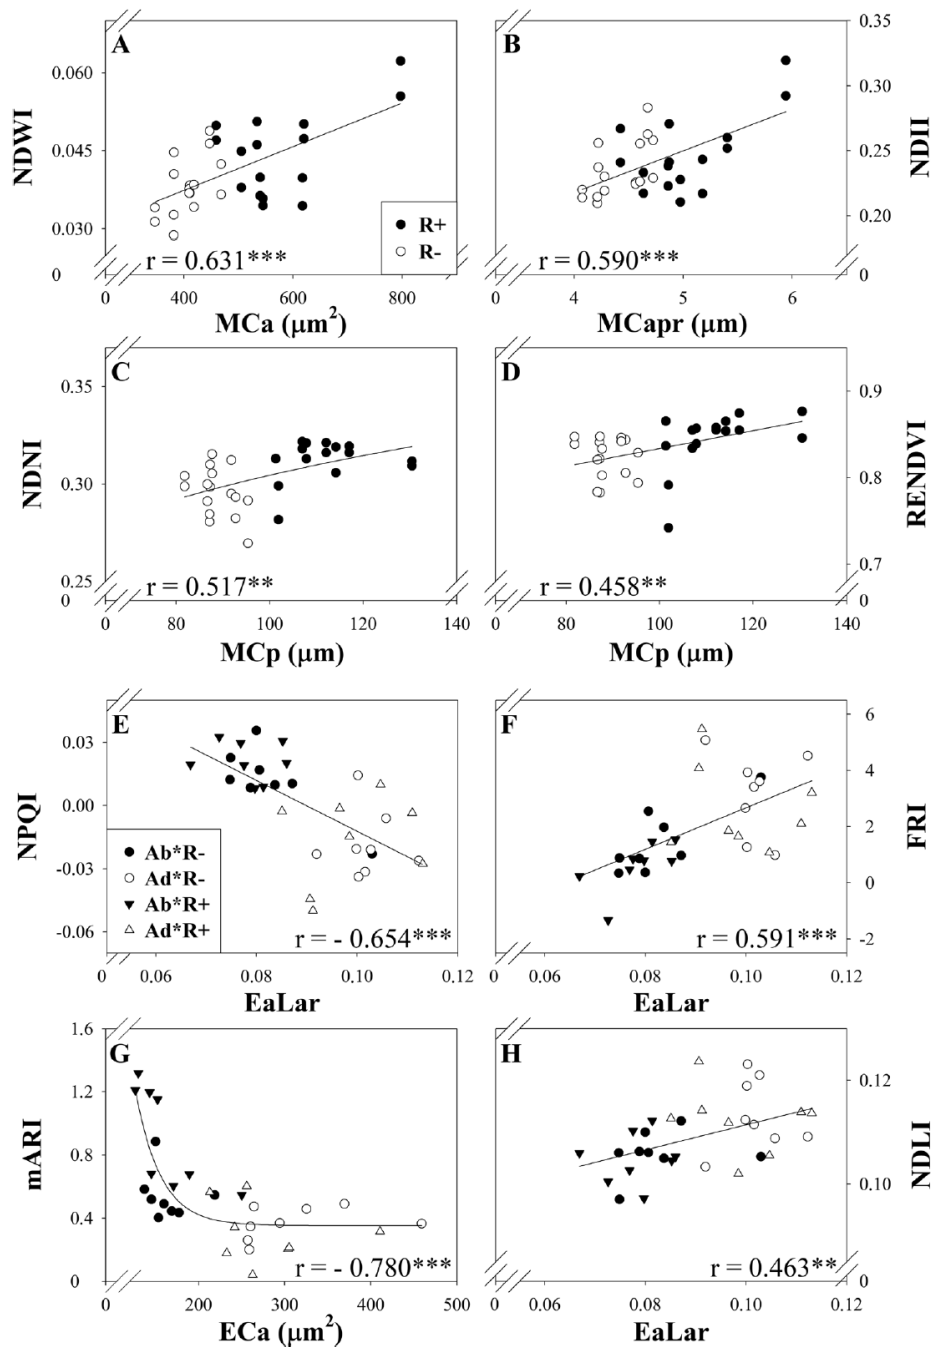 A
B
0.060
0.045
0.030
0
NDWI
R+
R-
r = 0.631***
0
400
600
800
MCa (μm²)
0.35
0.30
0.25
0.20
0
NDII
r = 0.590***
0
4
5
6
MCapr (μm)
C
D
0.35
0.30
0.25
0
NDNI
r = 0.517**
0
80
100
120
140
MCp (μm)
0.9
0.8
0.7
0
RENDVI
r = 0.458**
0
80
100
120
140
MCp (μm)
E
F
0.03
0.00
-0.03
-0.06
NPQI
Ab*R-
Ad*R-
Ab*R+
Ad*R+
r = - 0.654***
0.00
0.06
0.08
0.10
0.12
EaLar
6
4
2
0
-2
FRI
r = 0.591***
0.00
0.06
0.08
0.10
0.12
EaLar
G
H
1.6
1.2
0.8
0.4
0
mARI
r = - 0.780***
0
200
300
400
500
ECa (μm²)
0.12
0.10
0
NDLI
r = 0.463**
0.00
0.06
0.08
0.10
0.12
EaLar